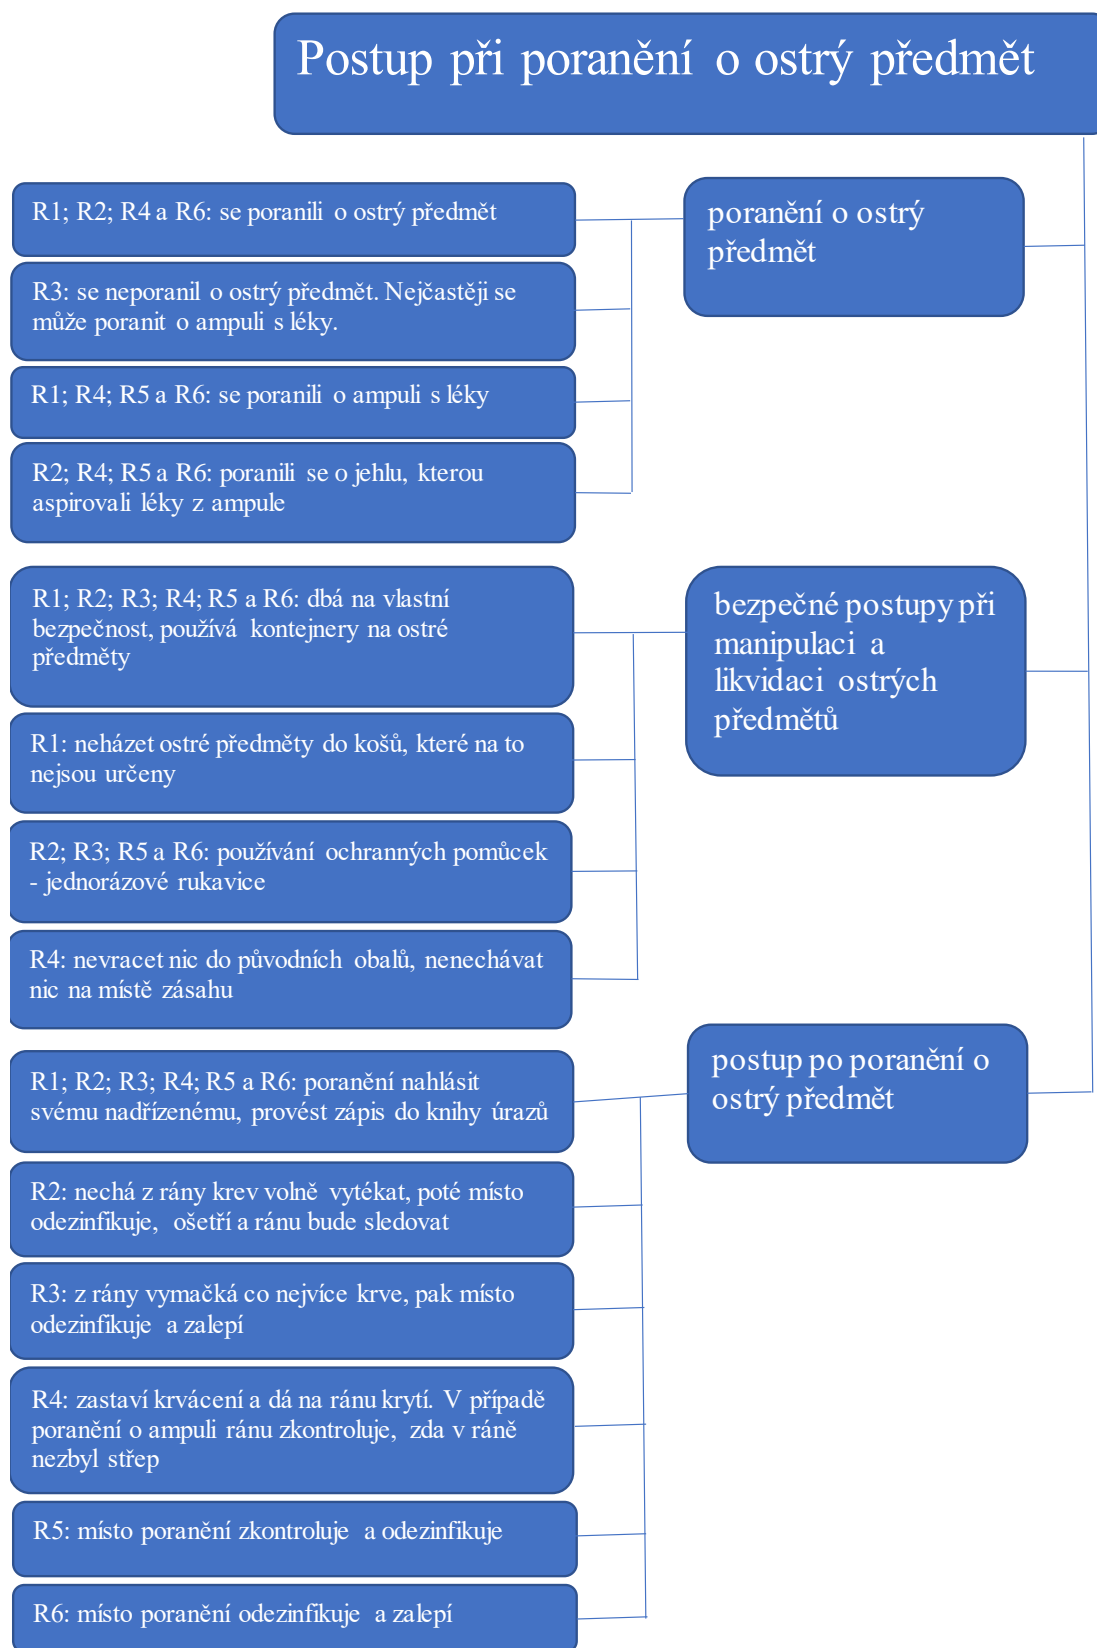 Postup při poranění o ostrý předmět
poranění o ostrý
předmět
R1; R2; R4 a R6: se poranili o ostrý předmět
R3: se neporanil o ostrý předmět. Nejčastěji se
může poranit o ampuli s léky.
R1; R4; R5 a R6: se poranili o ampuli s léky
R2; R4; R5 a R6: poranili se o jehlu, kterou
aspirovali léky z ampule
bezpečné postupy při
manipulaci a
likvidaci ostrých
předmětů
R1; R2; R3; R4; R5 a R6: dbá na vlastní
bezpečnost, používá kontejnery na ostré
předměty
R1: neházet ostré předměty do košů, které na to
nejsou určeny
R2; R3; R5 a R6: používání ochranných pomůcek
- jednorázové rukavice
R4: nevracet nic do původních obalů, nenechávat
nic na místě zásahu
postup po poranění o
ostrý předmět
R1; R2; R3; R4; R5 a R6: poranění nahlásit
svému nadřízenému, provést zápis do knihy úrazů
R2: nechá z rány krev volně vytékat, poté místo
odezinfikuje, ošetří a ránu bude sledovat
R3: z rány vymačká co nejvíce krve, pak místo
odezinfikuje a zalepí
R4: zastaví krvácení a dá na ránu krytí. V případě
poranění o ampuli ránu zkontroluje, zda v ráně
nezbyl střep
R5: místo poranění zkontroluje a odezinfikuje
R6: místo poranění odezinfikuje a zalepí